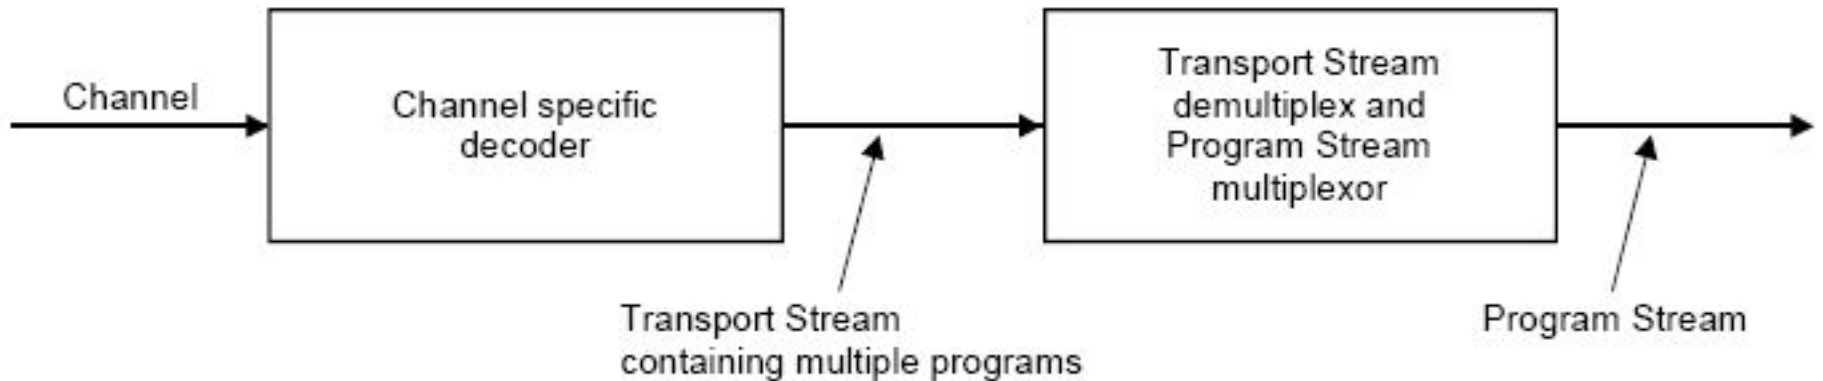 Channel
Channel specific
decoder
Transport Stream
demultiplex and
Program Stream
multiplexor
Transport Stream
containing multiple programs
Program Stream